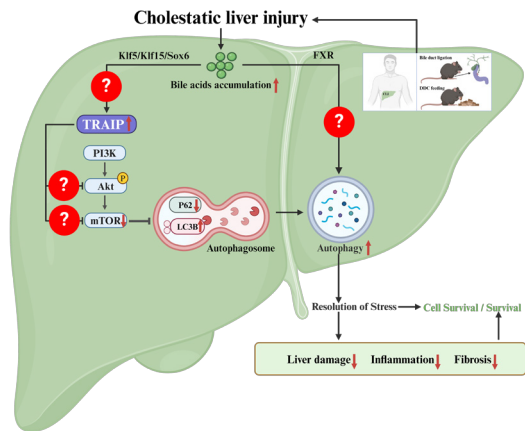 Cholestatic liver injury
Klf5/Klf15/Sox6
FXR
Bile acids accumulation
Bile duct ligation
DDC feeding
?
?
TRAIP
PI3K
P
?
Akt
?
mTOR
P62
LC3B
Autophagosome
Autophagy
Resolution of Stress
Cell Survival / Survival
Liver damage
Inflammation
Fibrosis